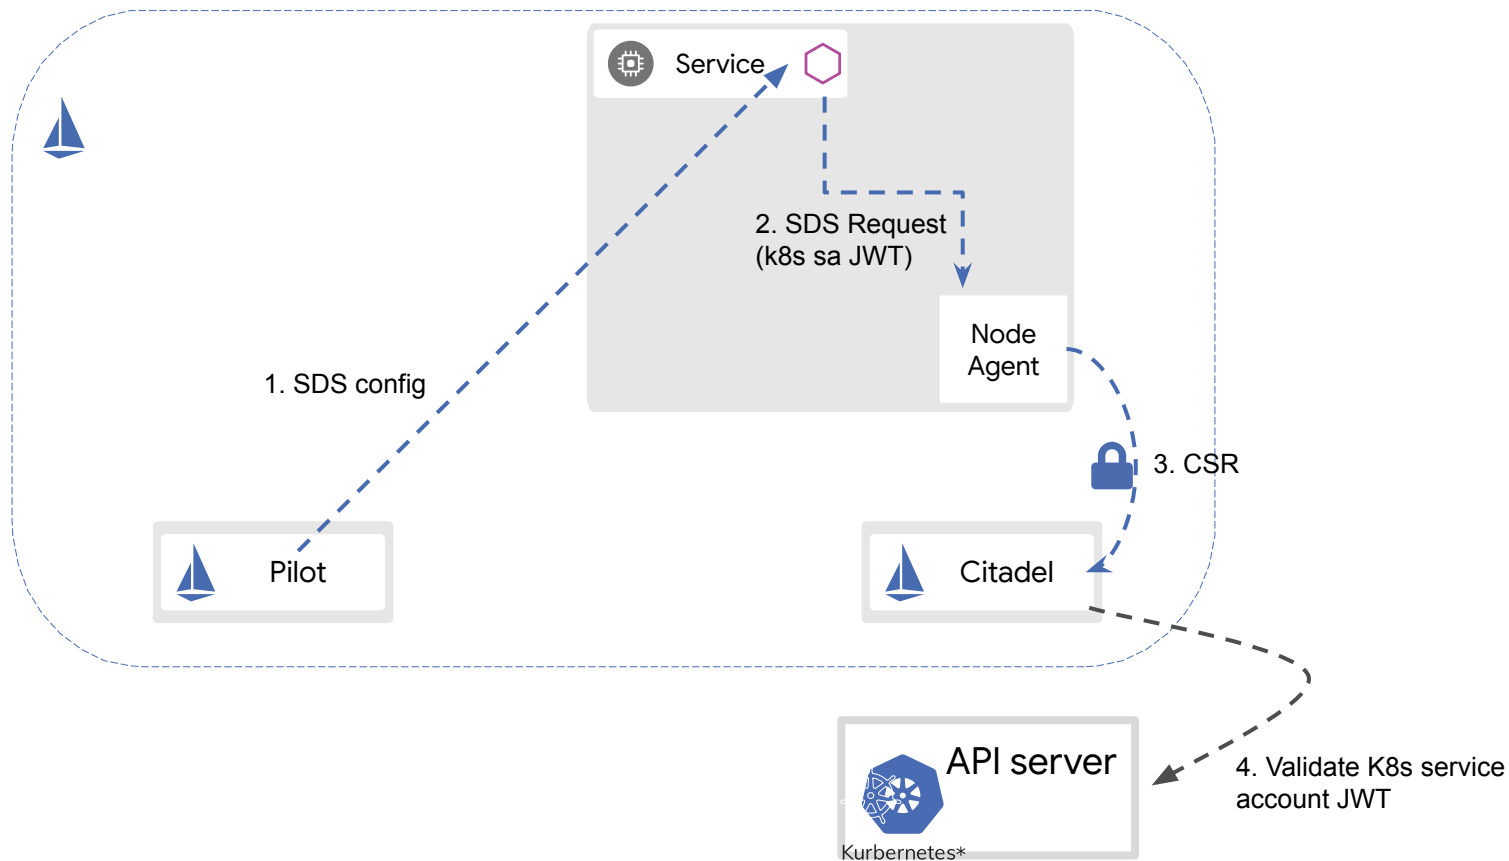 Service
2. SDS Request
(k8s sa JWT)
Node
Agent
1. SDS config
3. CSR
Pilot
Citadel
API server
4. Validate K8s service
account JWT
Kurbernetes*